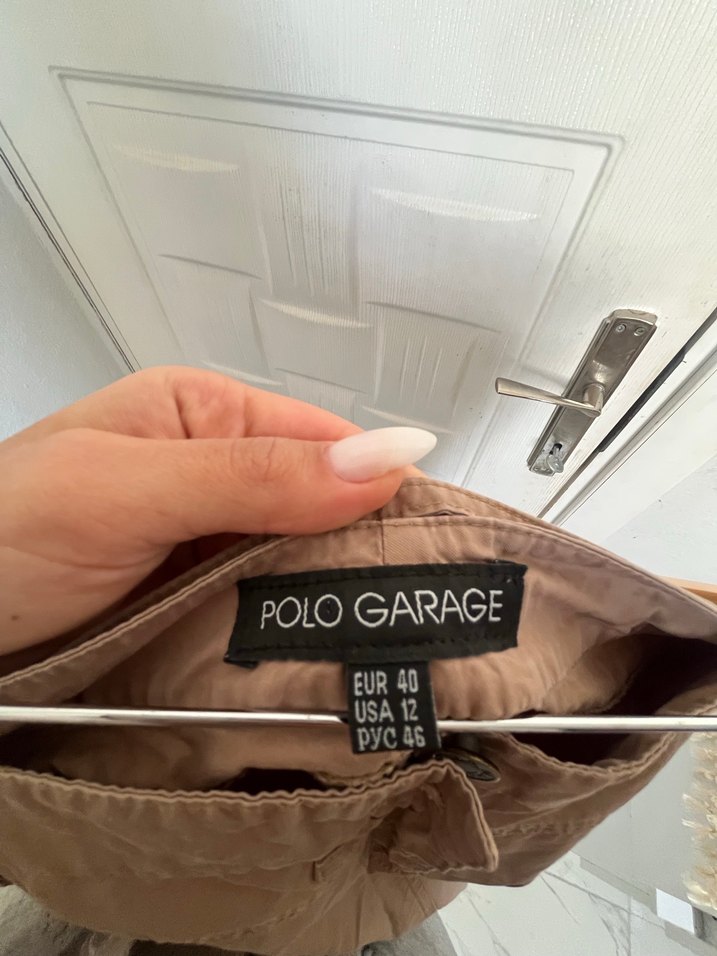 POLO GARAGE
EUR 40
USA 12
РУС 46